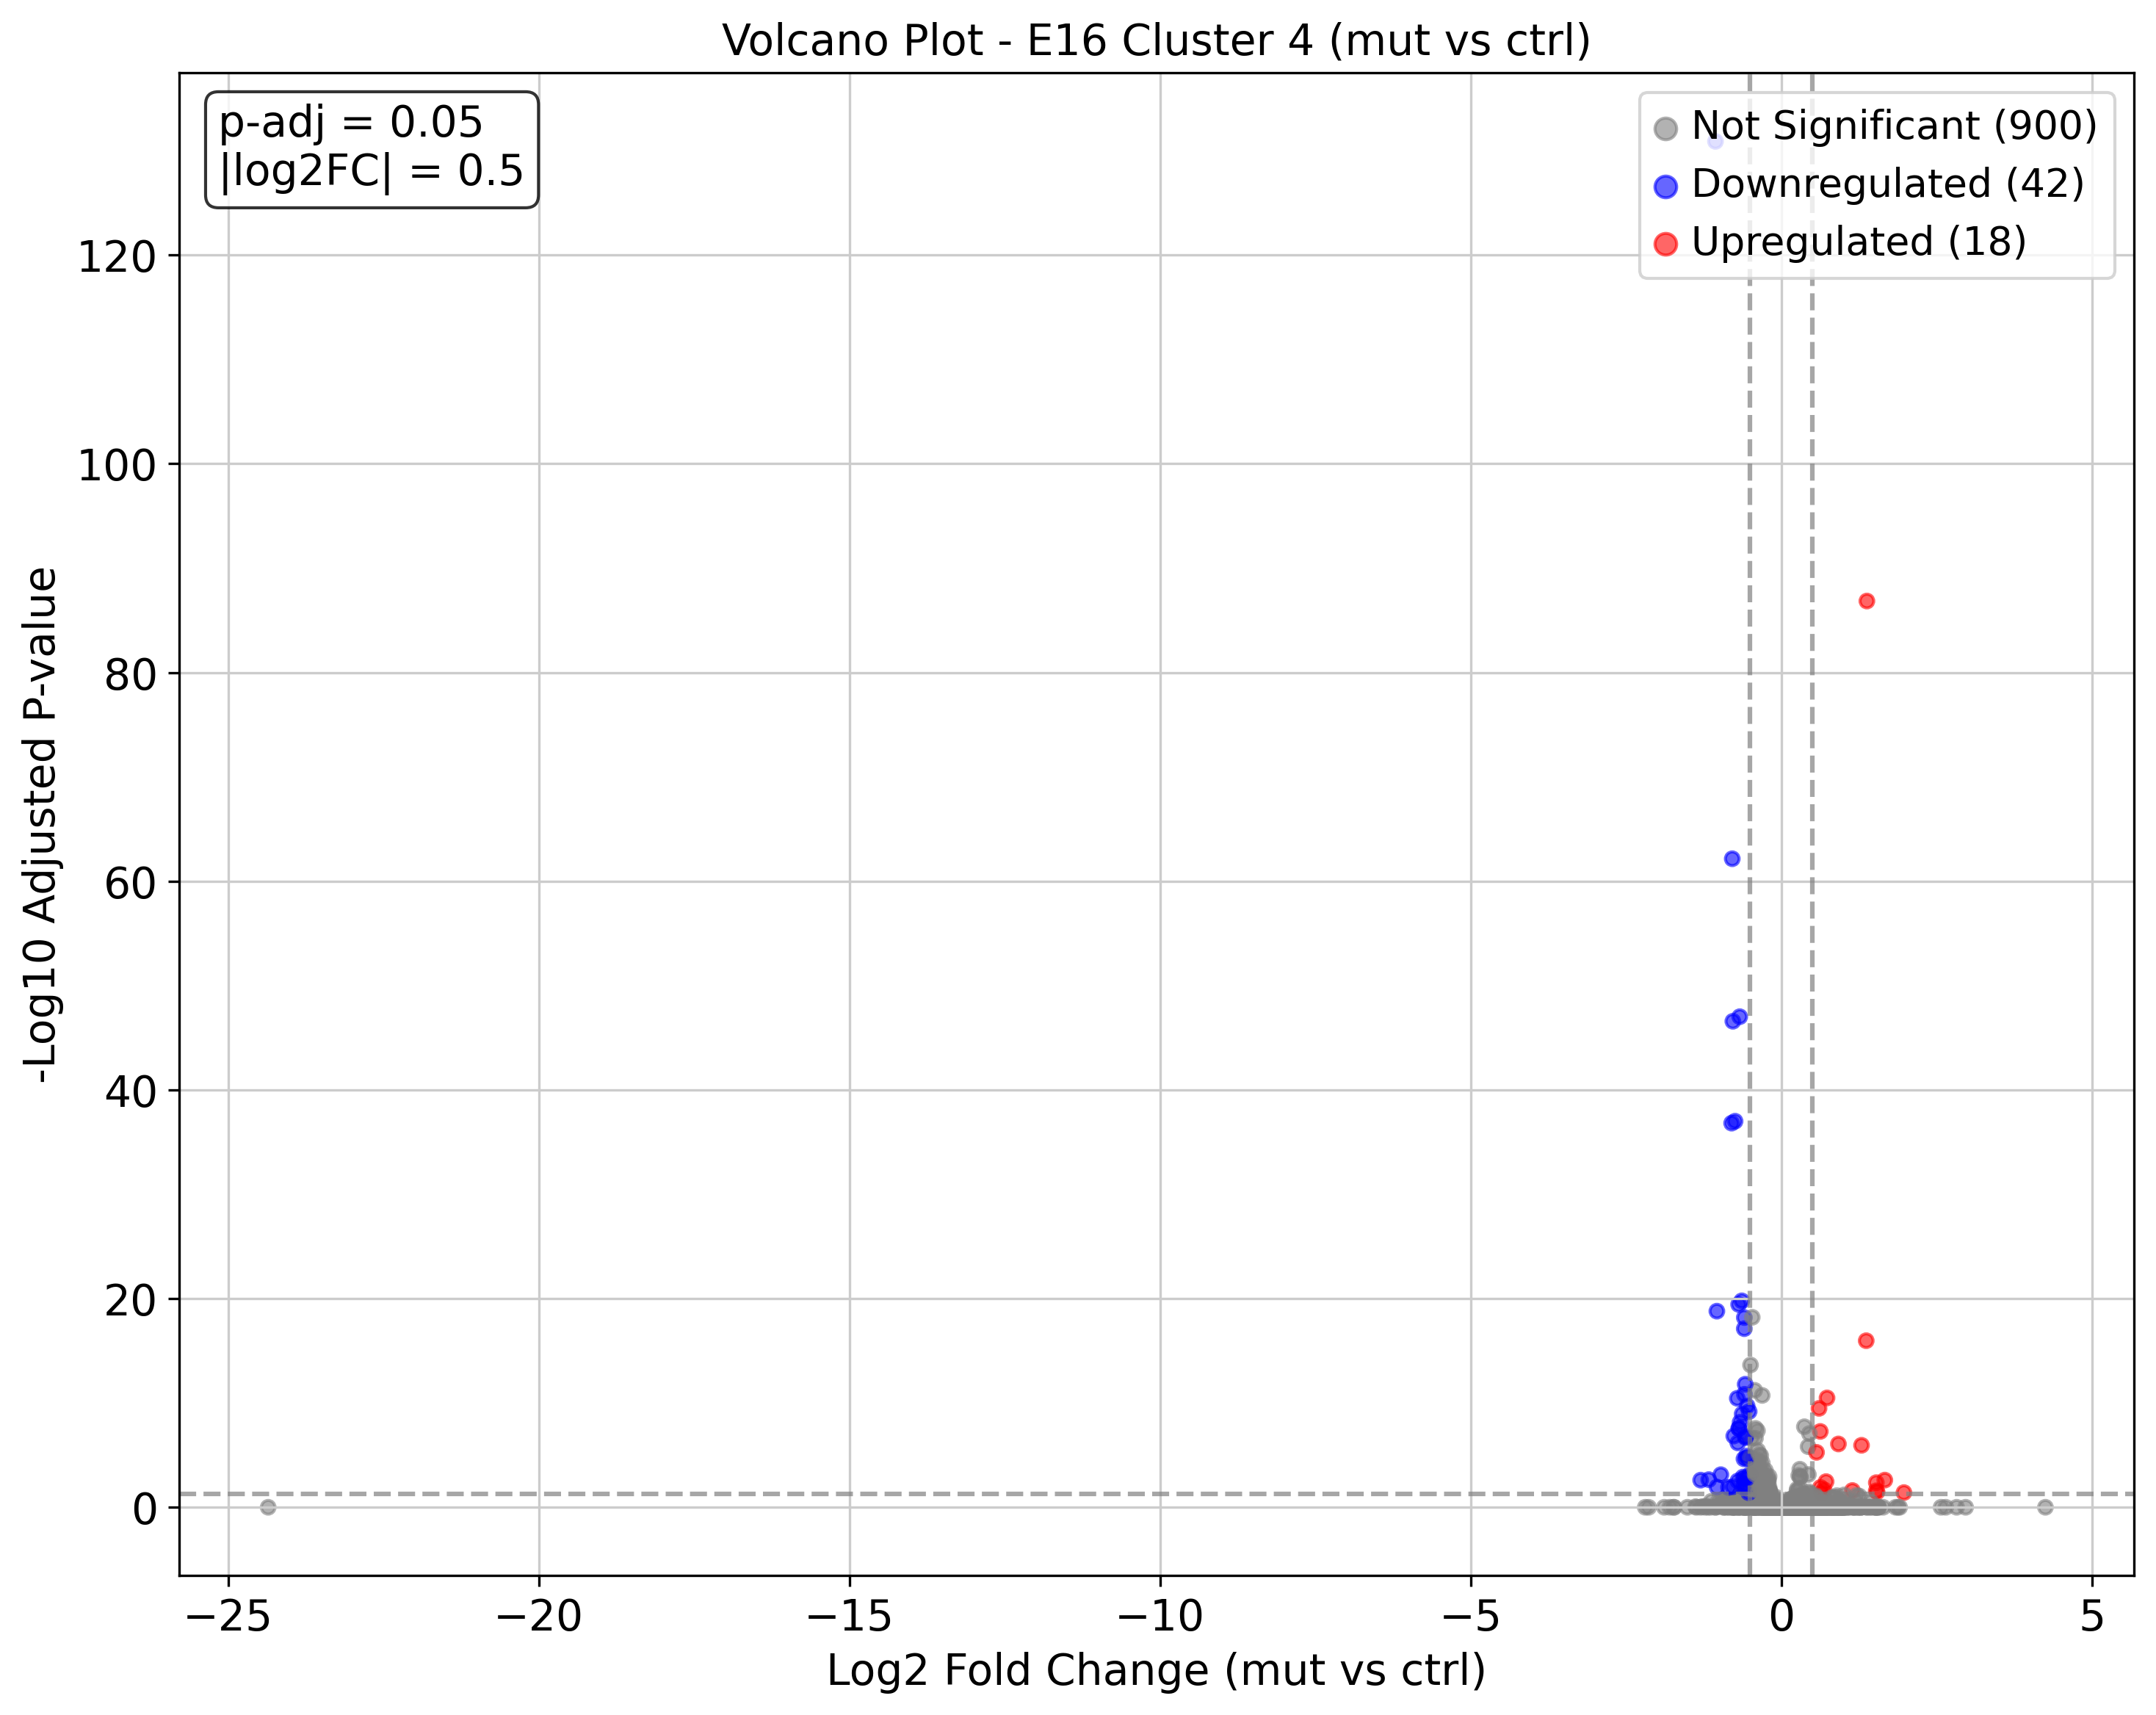 Volcano Plot - E16 Cluster 4 (mut vs ctrl)
p-adj = 0.05
|log2FC| = 0.5
Not Significant (900)
Downregulated (42)
Upregulated (18)
-Log10 Adjusted P-value
120
100
80
60
40
20
0
−25
−20
−15
−10
−5
0
5
Log2 Fold Change (mut vs ctrl)